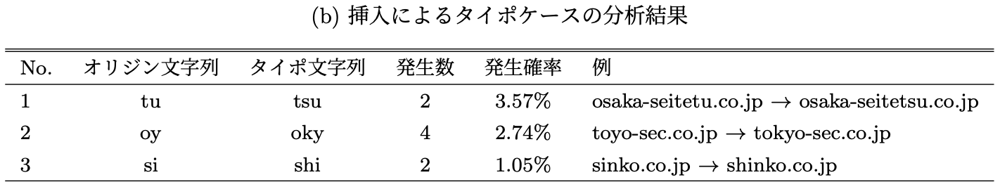 (b) 挿入によるタイポケースの分析結果
No. オリジン文字列 タイポ文字列 発生数 発生確率 例
1 tu tsu 2 3.57% osaka-seitetu.co.jp → osaka-seitetsu.co.jp
2 oy oky 4 2.74% toyo-sec.co.jp → tokyo-sec.co.jp
3 si shi 2 1.05% sinko.co.jp → shinko.co.jp